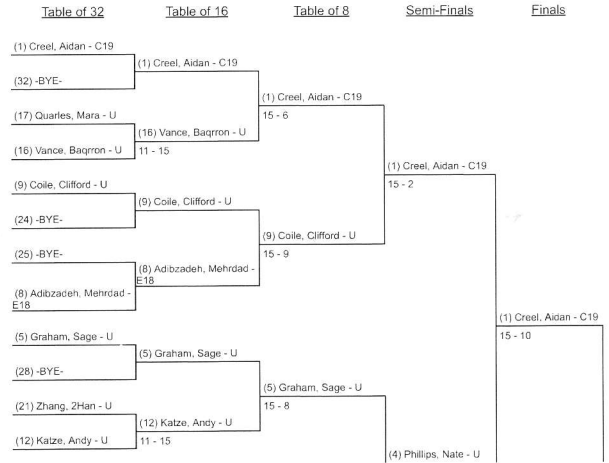 Table of 32
Table of 16
Table of 8
Semi-Finals
Finals
(1) Creel, Aidan - C19
(1) Creel, Aidan - C19
(32) -BYE-
(1) Creel, Aidan - C19
(17) Quarles, Mara - U
15 - 6
(16) Vance, Baqrron - U
(16) Vance, Baqrron - U
11 - 15
(1) Creel, Aidan - C19
(9) Coile, Clifford - U
15 - 2
(9) Coile, Clifford - U
(24) -BYE-
(9) Coile, Clifford - U
(25) -BYE-
15 - 9
(8) Adibzadeh, Mehrdad -
E18
(8) Adibzadeh, Mehrdad -
E18
(1) Creel, Aidan - C19
(5) Graham, Sage - U
15 - 10
(5) Graham, Sage - U
(28) -BYE-
(5) Graham, Sage - U
(21) Zhang, 2Han - U
15 - 8
(12) Katze, Andy - U
(12) Katze, Andy - U
11 - 15
(4) Phillips, Nate - U